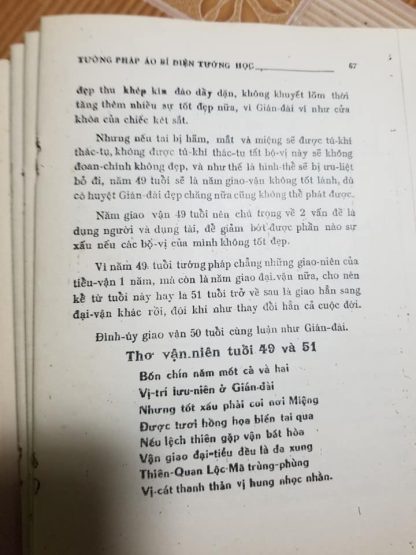 TƯỚNG PHÁP ÁO BÍ DIỆN TƯỚNG HỌC 67
đẹp thu khép kín đáo dầy dặn, không khuyết lõm thời
tăng thêm nhiều sự tốt đẹp nữa, vì Gián-đài ví như cửa
khóa của chiếc két sắt.
Nhưng nếu tai bị hãm, mắt và miệng sẽ được tú-khí
thác-tụ, không được tú-khí thác-tụ tất bộ-vị này sẽ không
đoan-chính không đẹp, và như thế là hình-thể sẽ bị ưu-liệt
bỏ đi, năm 49 tuổi sẽ là năm giao-vận không tốt lành, dù
có huyệt Gián-đài đẹp chăng nữa cũng không thể phát được.
Năm giao vận 49 tuổi nên chú trọng về 2 vấn đề là
dụng người và dụng tài, để giảm bớt được phần nào sự
xấu nếu các bộ-vị của mình không tốt đẹp.
Vì năm 49 tuổi tướng pháp chẳng những giao-niên của
tiểu-vận 1 năm, mà còn là năm giao đại.vận nữa, cho nên
kể từ tuổi này hay là 51 tuổi trở về sau là giao hẳn sang
đại-vận khác rồi, đôi khi như thay đổi hẳn cả cuộc đời.
Đình-úy giao vận 50 tuổi cùng luận như Gián-đài.
Thơ vận.niên tuổi 49 và 51
Bốn chín năm mốt cả và hai
Vị-trí lưu-niên ở Gián-đài
Nhưng tốt xấu phải coi nơi Miệng
Được tươi hồng họa biến tai qua
Nếu lệch thiên gặp vận bất hòa
Vận giao đại-tiểu đều là đa xung
Thiên-Quan Lộc-Mã trùng-phùng
Vị-cát thanh thản vị hung nhọc nhằn.